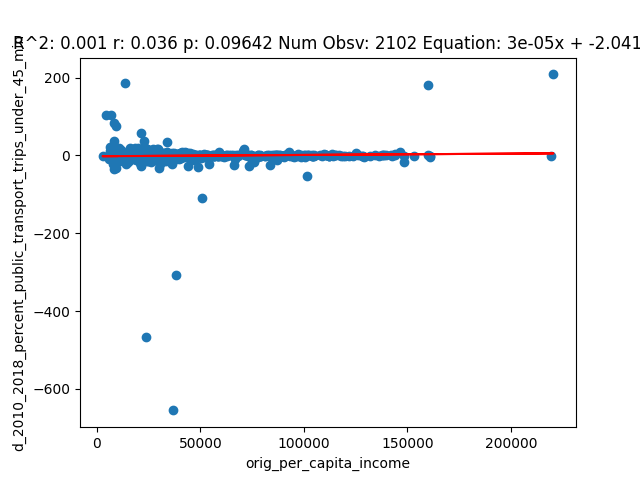 R^2: 0.001 r: 0.036 p: 0.09642 Num Obsv: 2102 Equation: 3e-05x + -2.041
d_2010_2018_percent_public_transport_trips_under_45_min
200
0
−200
−400
−600
0 50000 100000 150000 200000
orig_per_capita_income